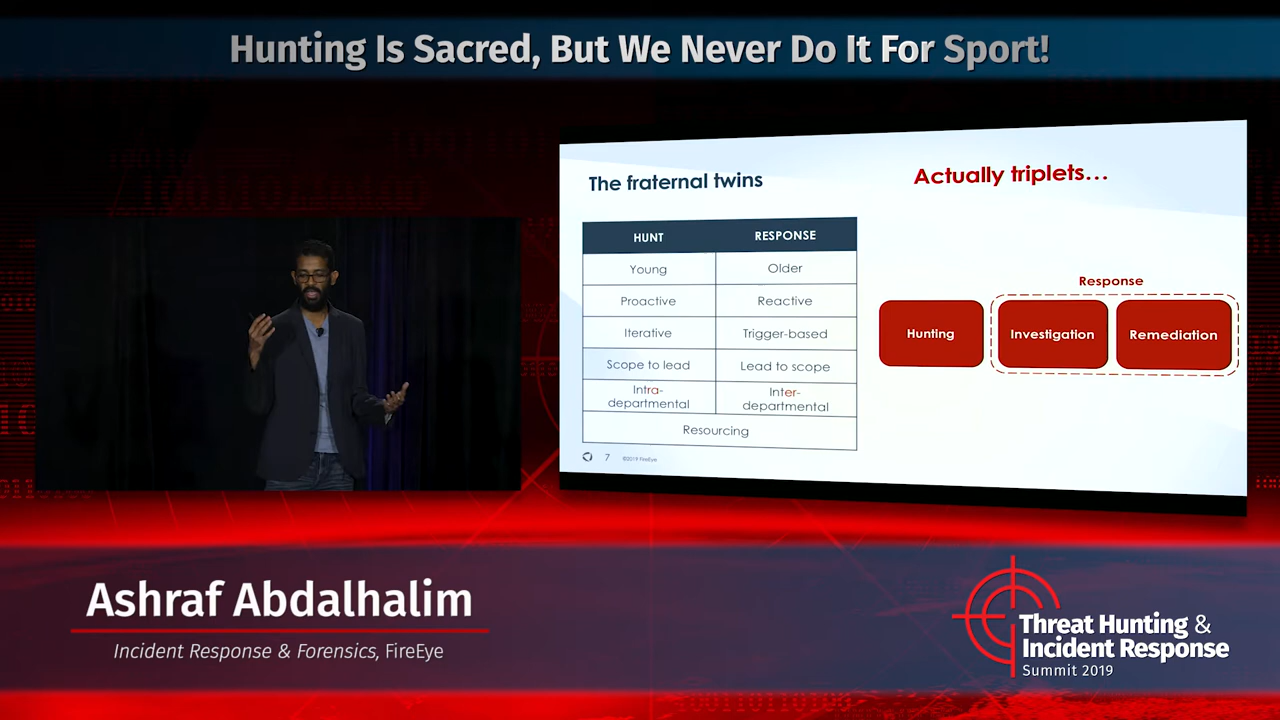 Hunting Is Sacred, But We Never Do It For Sport!
The fraternal twins
HUNT RESPONSE
Young Older
Proactive Reactive
Iterative Trigger-based
Scope to lead Lead to scope
Intra-departmental Inter-departmental
Resourcing
7 ©2019 FireEye
Actually triplets...
Response
Hunting Investigation Remediation
Ashraf Abdalhalim
Incident Response & Forensics, FireEye
Threat Hunting &
Incident Response
Summit 2019